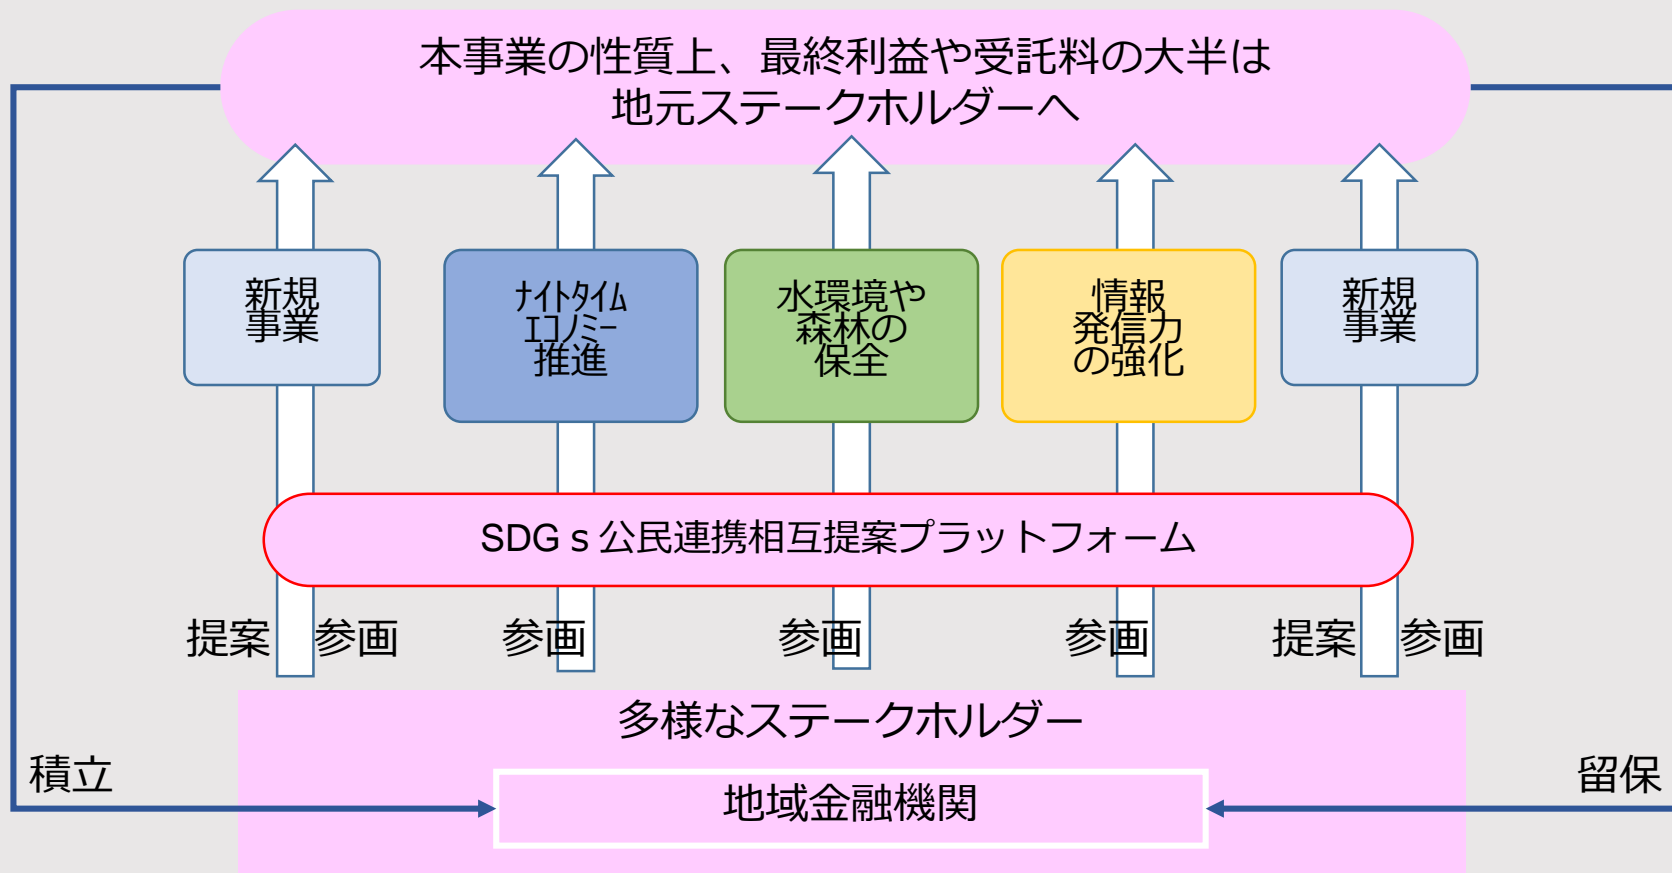 本事業の性質上、最終利益や受託料の大半は
地元ステークホルダーへ
新規
事業
ﾅｲﾄﾀｲﾑ
ｴｺﾉﾐｰ
推進
水環境や
森林の
保全
情報
発信力
の強化
新規
事業
SDGｓ公民連携相互提案プラットフォーム
提案 参画 参画 参画 参画 提案 参画
多様なステークホルダー
積立
留保
地域金融機関